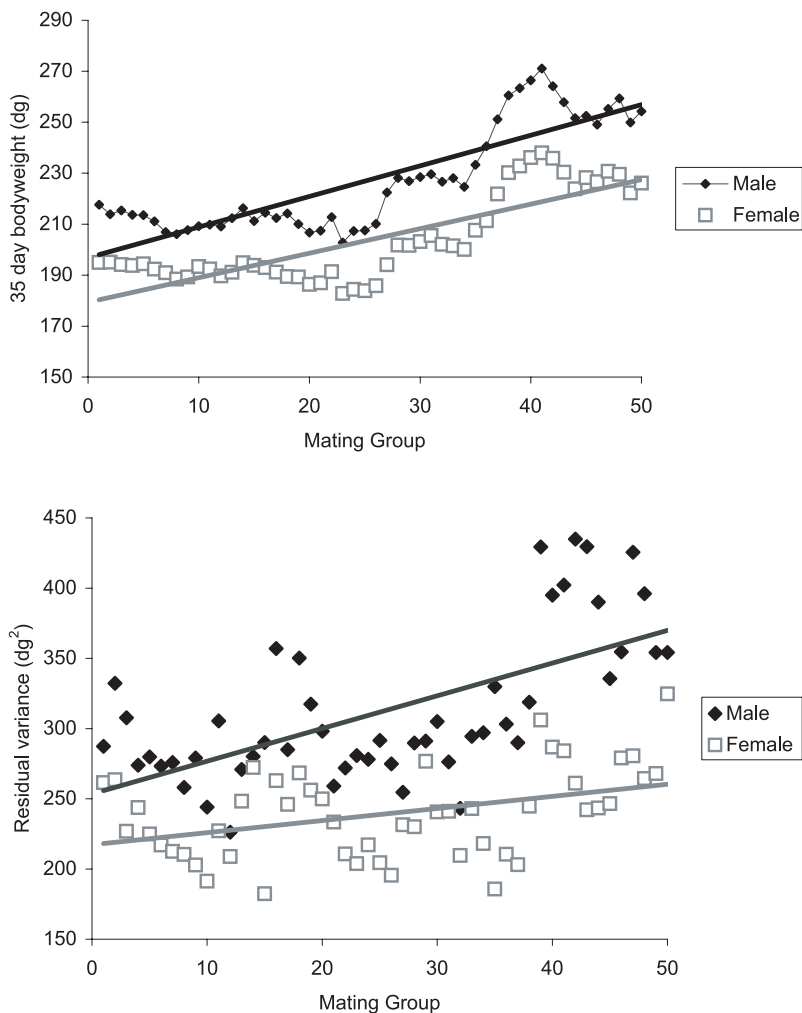 290
270
250
230
210
190
170
150
35 day bodyweight (dg)
0 10 20 30 40 50
Mating Group
Male
Female
450
400
350
300
250
200
150
Residual variance (dg²)
0 10 20 30 40 50
Mating Group
Male
Female